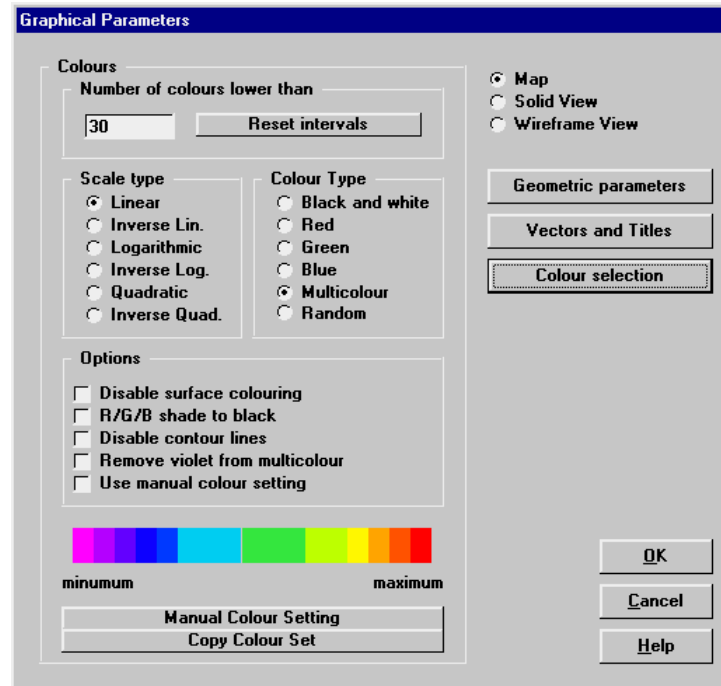 Graphical Parameters
Colours
Number of colours lower than
30
Reset intervals
Scale type
Linear
Inverse Lin.
Logarithmic
Inverse Log.
Quadratic
Inverse Quad.
Colour Type
Black and white
Red
Green
Blue
Multicolour
Random
Options
Disable surface colouring
R/G/B shade to black
Disable contour lines
Remove violet from multicolour
Use manual colour setting
minumum
maximum
Manual Colour Setting
Copy Colour Set
Map
Solid View
Wireframe View
Geometric parameters
Vectors and Titles
Colour selection
OK
Cancel
Help